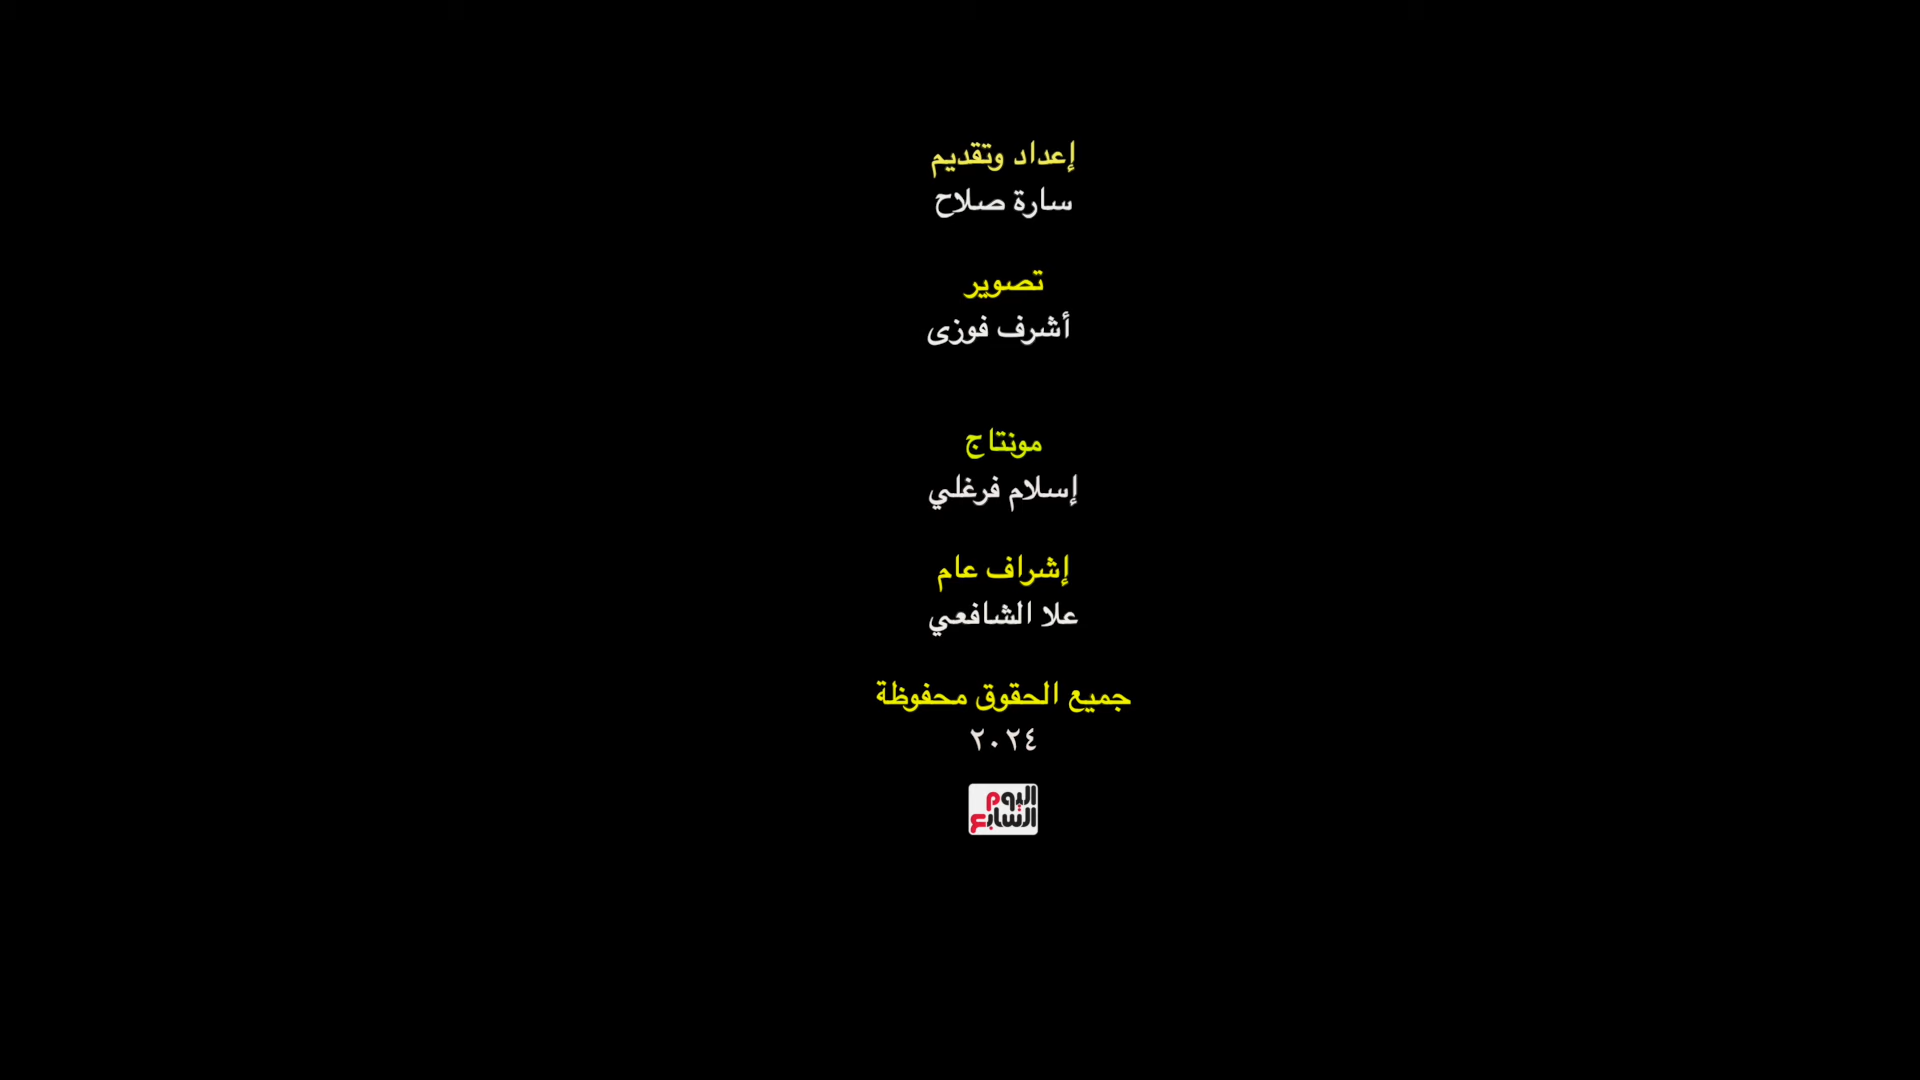 إعداد وتقديم
سارة صلاح
تصوير
أشرف فوزى
مونتاج
إسلام فرغلي
إشراف عام
علا الشافعي
جميع الحقوق محفوظة
٢٠٢٤
اليوم
السابع